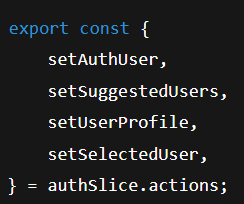 export const {
    setAuthUser,
    setSuggestedUsers,
    setUserProfile,
    setSelectedUser,
} = authSlice.actions;